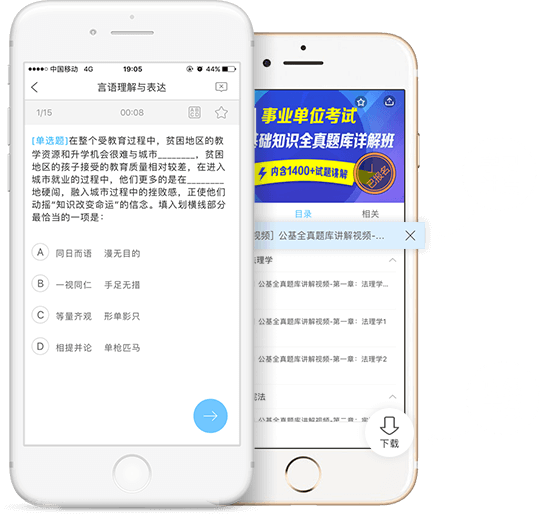 中国移动 4G 19:05 44%
言语理解与表达
1/15 00:08
[单选题]在整个受教育过程中，贫困地区的教
学资源和升学机会很难与城市________，贫困
地区的孩子接受的教育质量相对较差，在进入
城市就业的过程中，他们更多的是在________
地硬闯，融入城市过程中的挫败感，正使他们
动摇"知识改变命运"的信念。填入划横线部分
最恰当的一项是：
A 同日而语 漫无目的
B 一视同仁 手足无措
C 等量齐观 形单影只
D 相提并论 单枪匹马
事业单位考试
基础知识全真题库详解班
内含1400+试题讲解
已报名
目录 相关
视频］公基全真题库讲解视频-...
法理学
公基全真题库讲解视频-第一章：法理学...
公基全真题库讲解视频-第一章：法理学1
公基全真题库讲解视频-第一章：法理学2
宪法
公基全真题库讲解视频-第二章：宪
下载